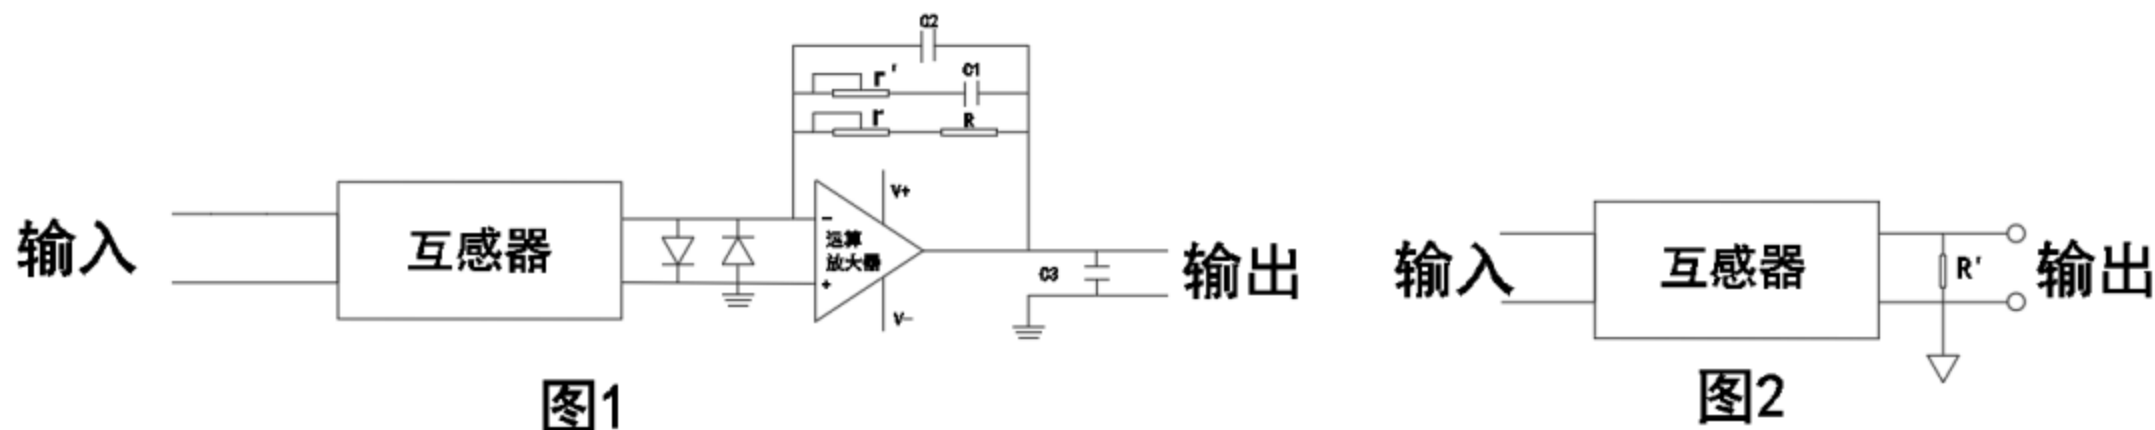 C2
r' C1
r R
V+
输入
互感器
-
运算
放大器
+
C3
V-
输出
图1
输入
互感器
R'
输出
图2